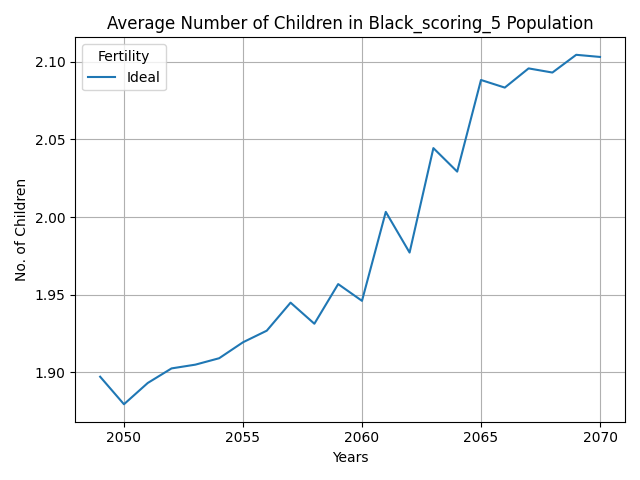 Average Number of Children in Black_scoring_5 Population
Fertility
Ideal
No. of Children
2.10
2.05
2.00
1.95
1.90
2050 2055 2060 2065 2070
Years